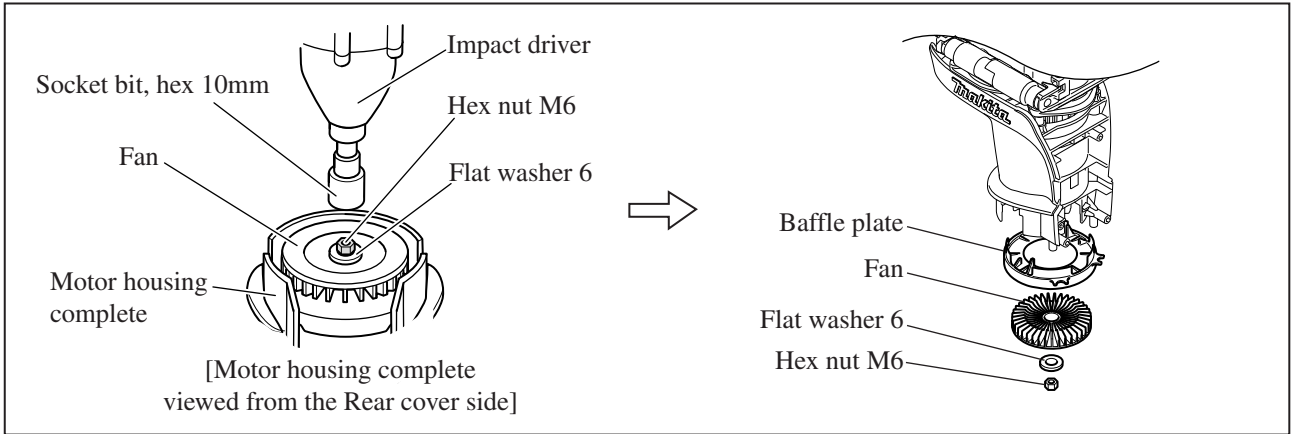 Impact driver
Socket bit, hex 10mm
Hex nut M6
Fan
Flat washer 6
Motor housing
complete
[Motor housing complete
viewed from the Rear cover side]
makita
Baffle plate
Fan
Flat washer 6
Hex nut M6